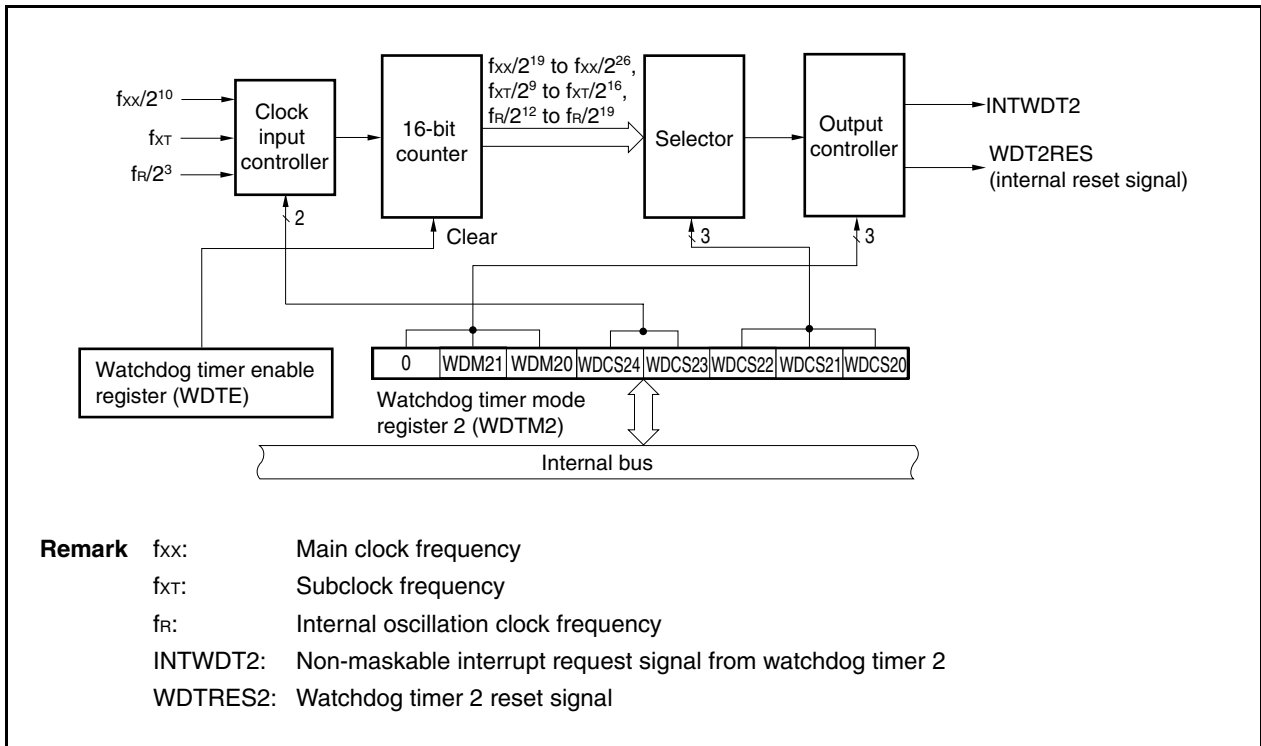 fxx/2^10
fXT
fR/2^3
Clock
input
controller
2
16-bit
counter
Clear
fxx/2^19 to fxx/2^26,
fXT/2^9 to fXT/2^16,
fR/2^12 to fR/2^19
Selector
3
Output
controller
3
INTWDT2
WDT2RES
(internal reset signal)
Watchdog timer enable
register (WDTE)
0 WDM21 WDM20 WDCS24 WDCS23 WDCS22 WDCS21 WDCS20
Watchdog timer mode
register 2 (WDTM2)
Internal bus
Remark fxx: Main clock frequency
fXT: Subclock frequency
fR: Internal oscillation clock frequency
INTWDT2: Non-maskable interrupt request signal from watchdog timer 2
WDTRES2: Watchdog timer 2 reset signal